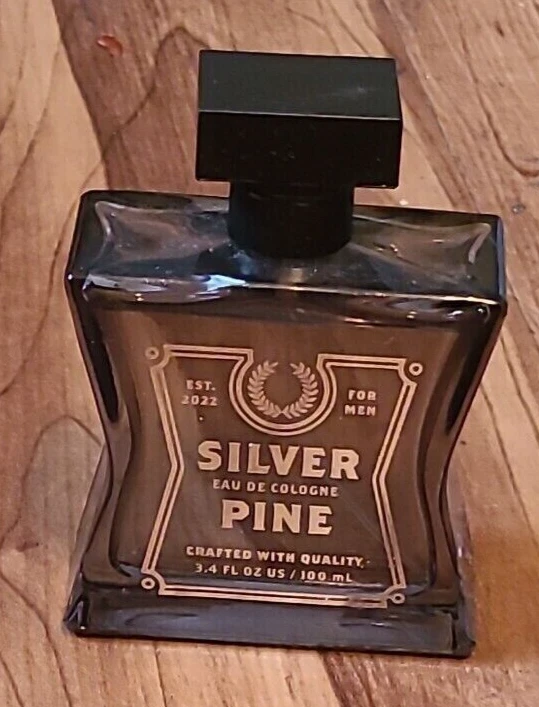 EST.
2022
FOR
MEN
SILVER
EAU DE COLOGNE
PINE
CRAFTED WITH QUALITY.
3.4 FL OZ US / 100 mL